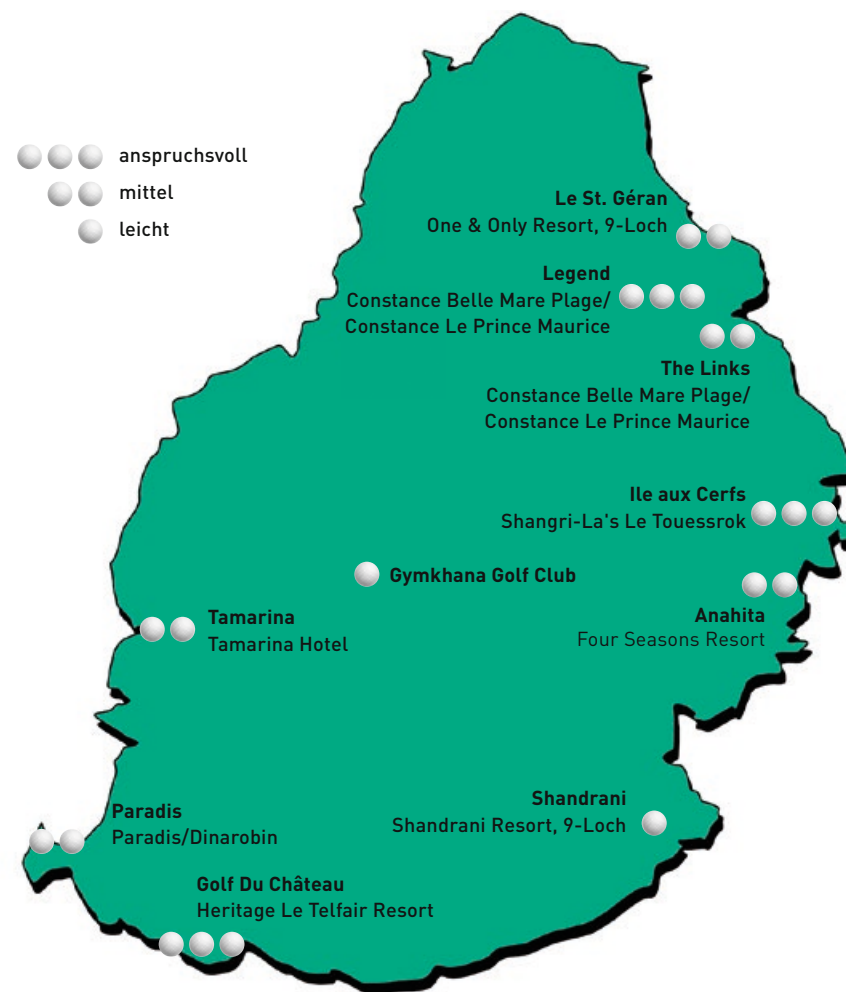 anspruchsvoll
mittel
leicht
Le St. Géran
One & Only Resort, 9-Loch
Legend
Constance Belle Mare Plage/
Constance Le Prince Maurice
The Links
Constance Belle Mare Plage/
Constance Le Prince Maurice
Ile aux Cerfs
Shangri-La's Le Touessrok
Gymkhana Golf Club
Anahita
Four Seasons Resort
Tamarina
Tamarina Hotel
Shandrani
Shandrani Resort, 9-Loch
Paradis
Paradis/Dinarobin
Golf Du Château
Heritage Le Telfair Resort